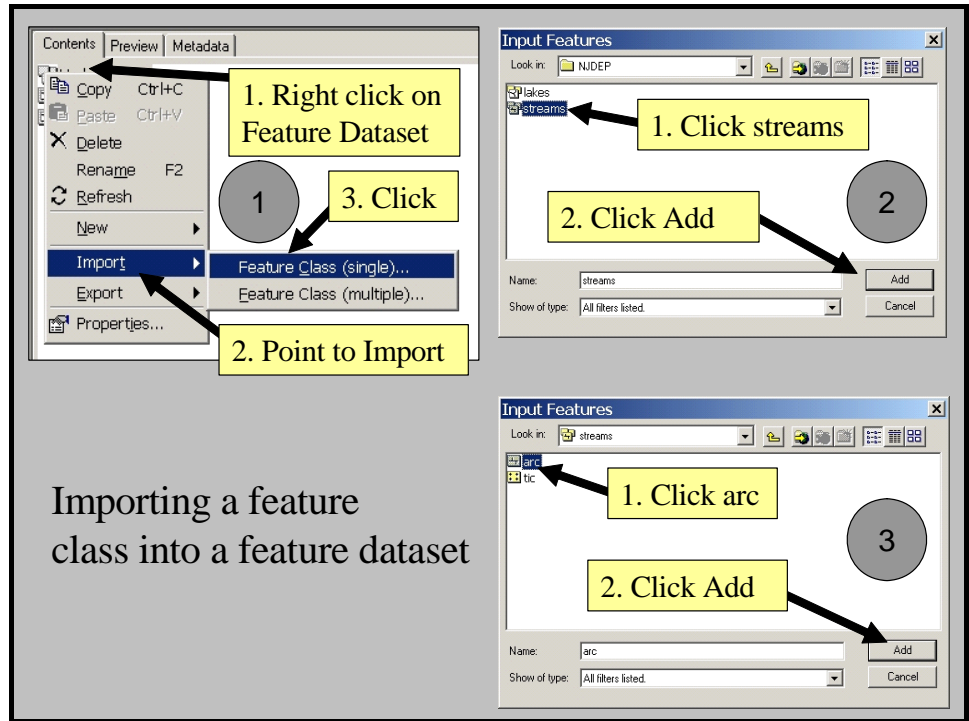 Contents Preview Metadata
1. Right click on
Feature Dataset
Copy Ctrl+C
Paste Ctrl+V
Delete
Rename F2
Refresh
New
Import
Export
Properties...
Feature Class (single)...
Feature Class (multiple)...
1
3. Click
2. Point to Import
Input Features
Look in: NJDEP
lakes
streams
1. Click streams
2
2. Click Add
Name: streams Add
Show of type: All filters listed. Cancel
Importing a feature
class into a feature dataset
Input Features
Look in: streams
arc
tic
1. Click arc
3
2. Click Add
Name: arc Add
Show of type: All filters listed. Cancel